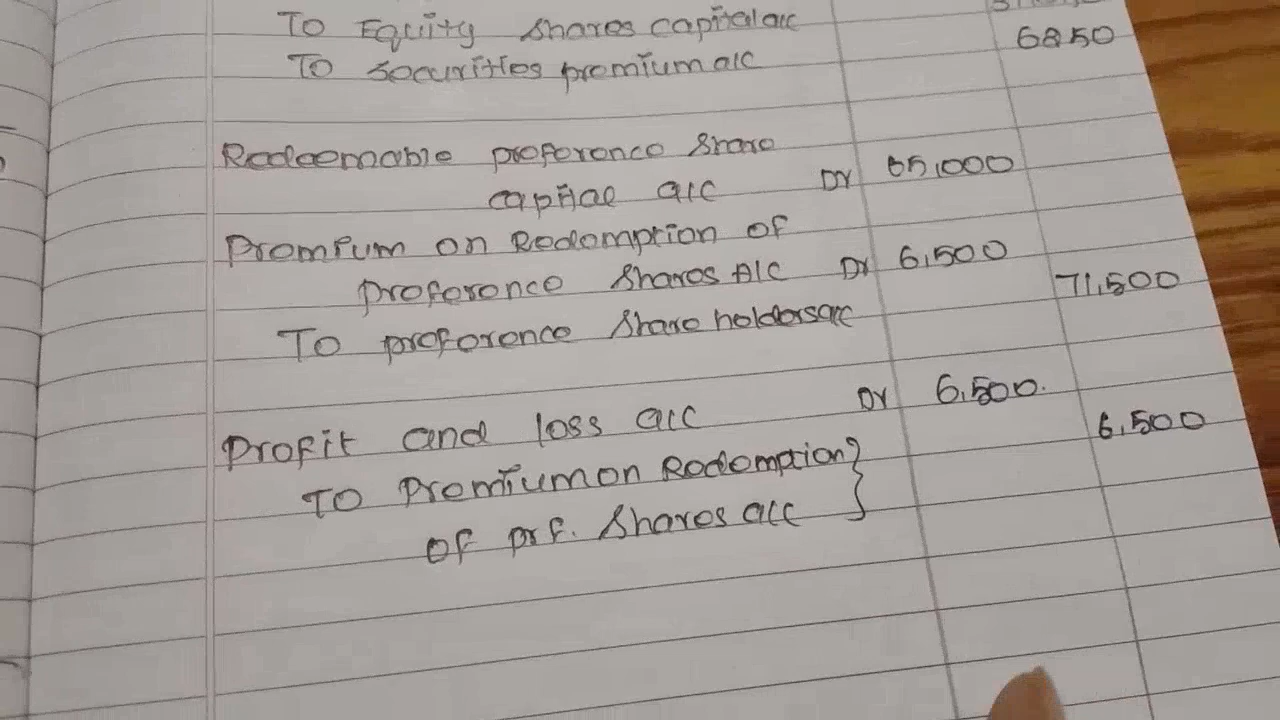 To Equity shares capital a/c
To Securities premium a/c 6850
Redeemable preference share
capital a/c Dr 65,000
Premium on Redemption of
preference shares A/c Dr 6,500
To preference shareholders a/c 71,500
Profit and loss a/c Dr 6,500.
To Premium on Redemption }
of prf. shares a/c 6,500